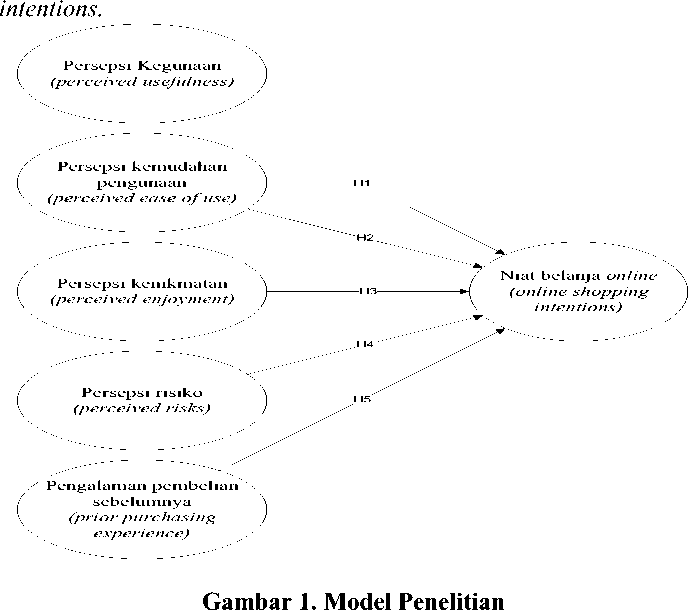 intentions.
Persepsi Kegunaan
(perceived usefulness)
Persepsi kemudahan
pengunaan
(perceived ease of use)
H1
H2
Persepsi kenikmatan
(perceived enjoyment)
H3
Niat belanja online
(online shopping
intentions)
H4
Persepsi risiko
(perceived risks)
H5
Pengalaman pembelian
sebelumnya
(prior purchasing
experience)
Gambar 1. Model Penelitian